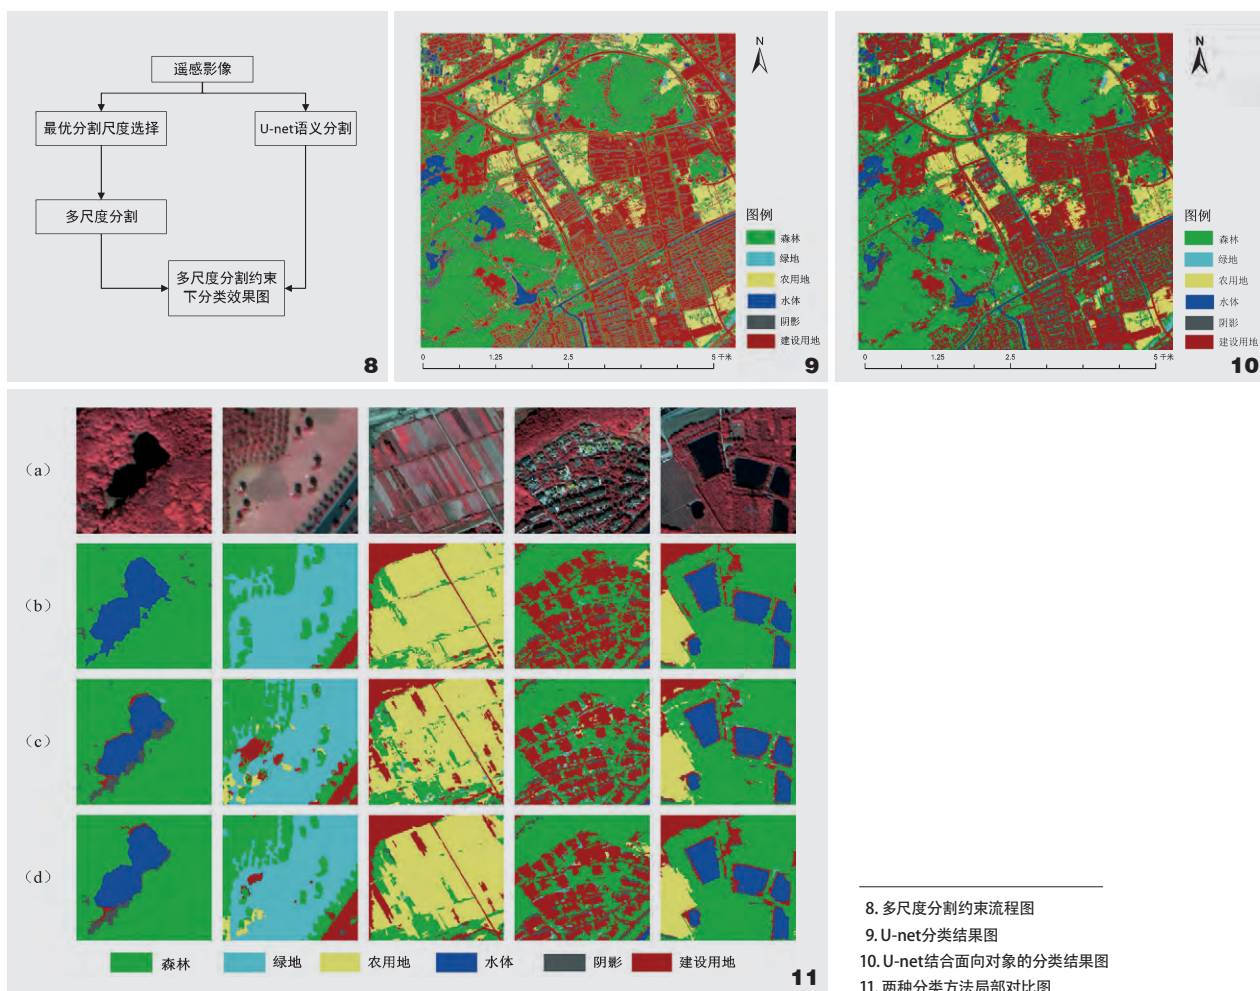 遥感影像
最优分割尺度选择
U-net语义分割
多尺度分割
多尺度分割约束
下分类效果图
8
N
图例
森林
绿地
农用地
水体
阴影
建设用地
0 1.25 2.5 5 千米
9
N
图例
森林
绿地
农用地
水体
阴影
建设用地
0 1.25 2.5 5 千米
10
(a)
(b)
(c)
(d)
森林 绿地 农用地 水体 阴影 建设用地
11
8. 多尺度分割约束流程图
9. U-net分类结果图
10. U-net结合面向对象的分类结果图
11. 两种分类方法局部对比图